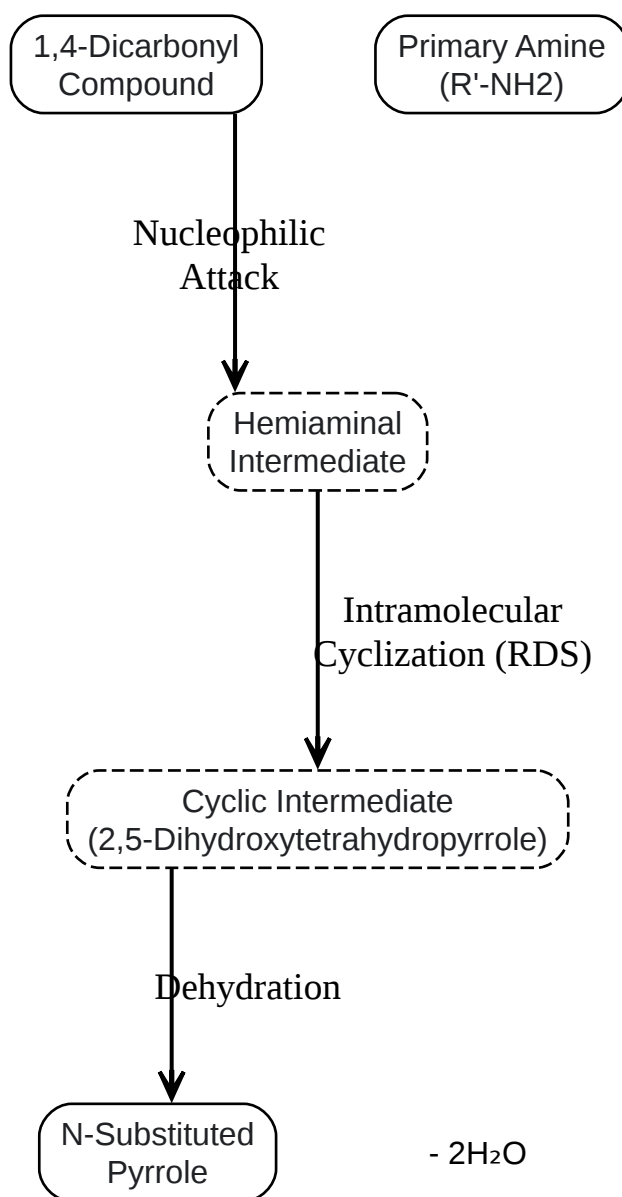 1,4-Dicarbonyl
Compound
Primary Amine
(R'-NH2)
Nucleophilic
Attack
Hemiaminal
Intermediate
Intramolecular
Cyclization (RDS)
Cyclic Intermediate
(2,5-Dihydroxytetrahydropyrrole)
Dehydration
N-Substituted
Pyrrole
- 2H₂O